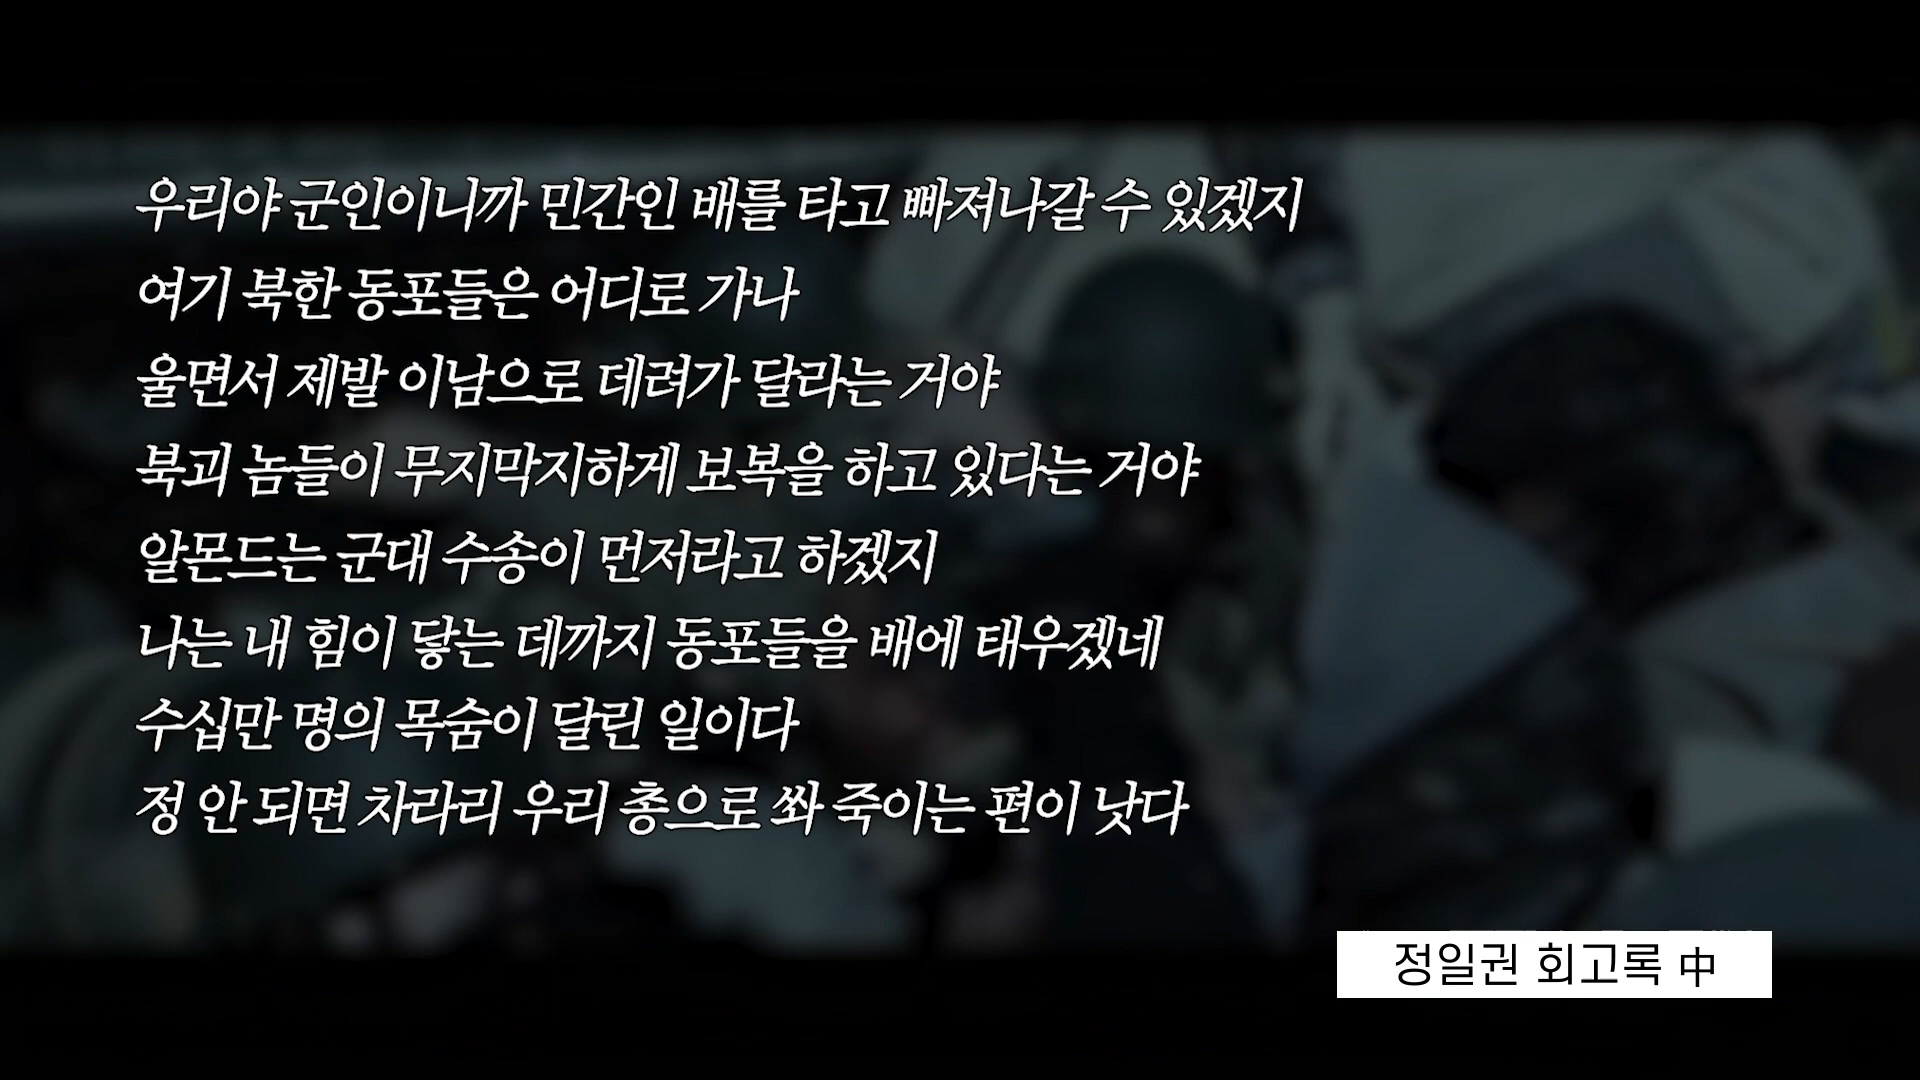 우리야 군인이니까 민간인 배를 타고 빠져나갈 수 있겠지
여기 북한 동포들은 어디로 가나
울면서 제발 이남으로 데려가 달라는 거야
북괴 놈들이 무지막지하게 보복을 하고 있다는 거야
알몬드는 군대 수송이 먼저라고 하겠지
나는 내 힘이 닿는 데까지 동포들을 배에 태우겠네
수십만 명의 목숨이 달린 일이다
정 안 되면 차라리 우리 총으로 쏴 죽이는 편이 낫다
정일권 회고록 中